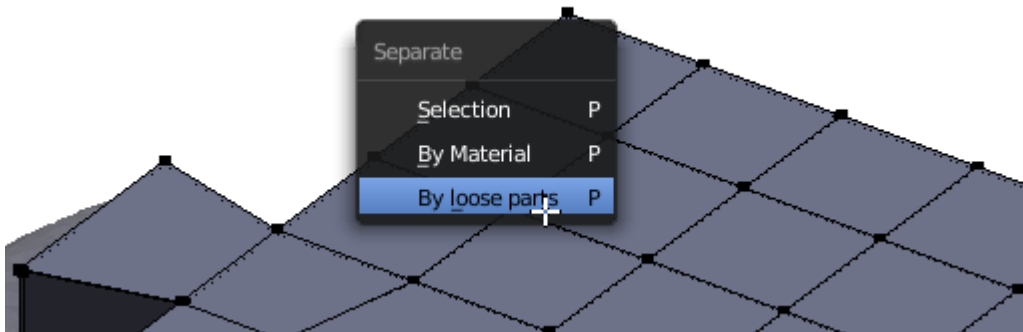 Separate
Selection P
By Material P
By loose parts P